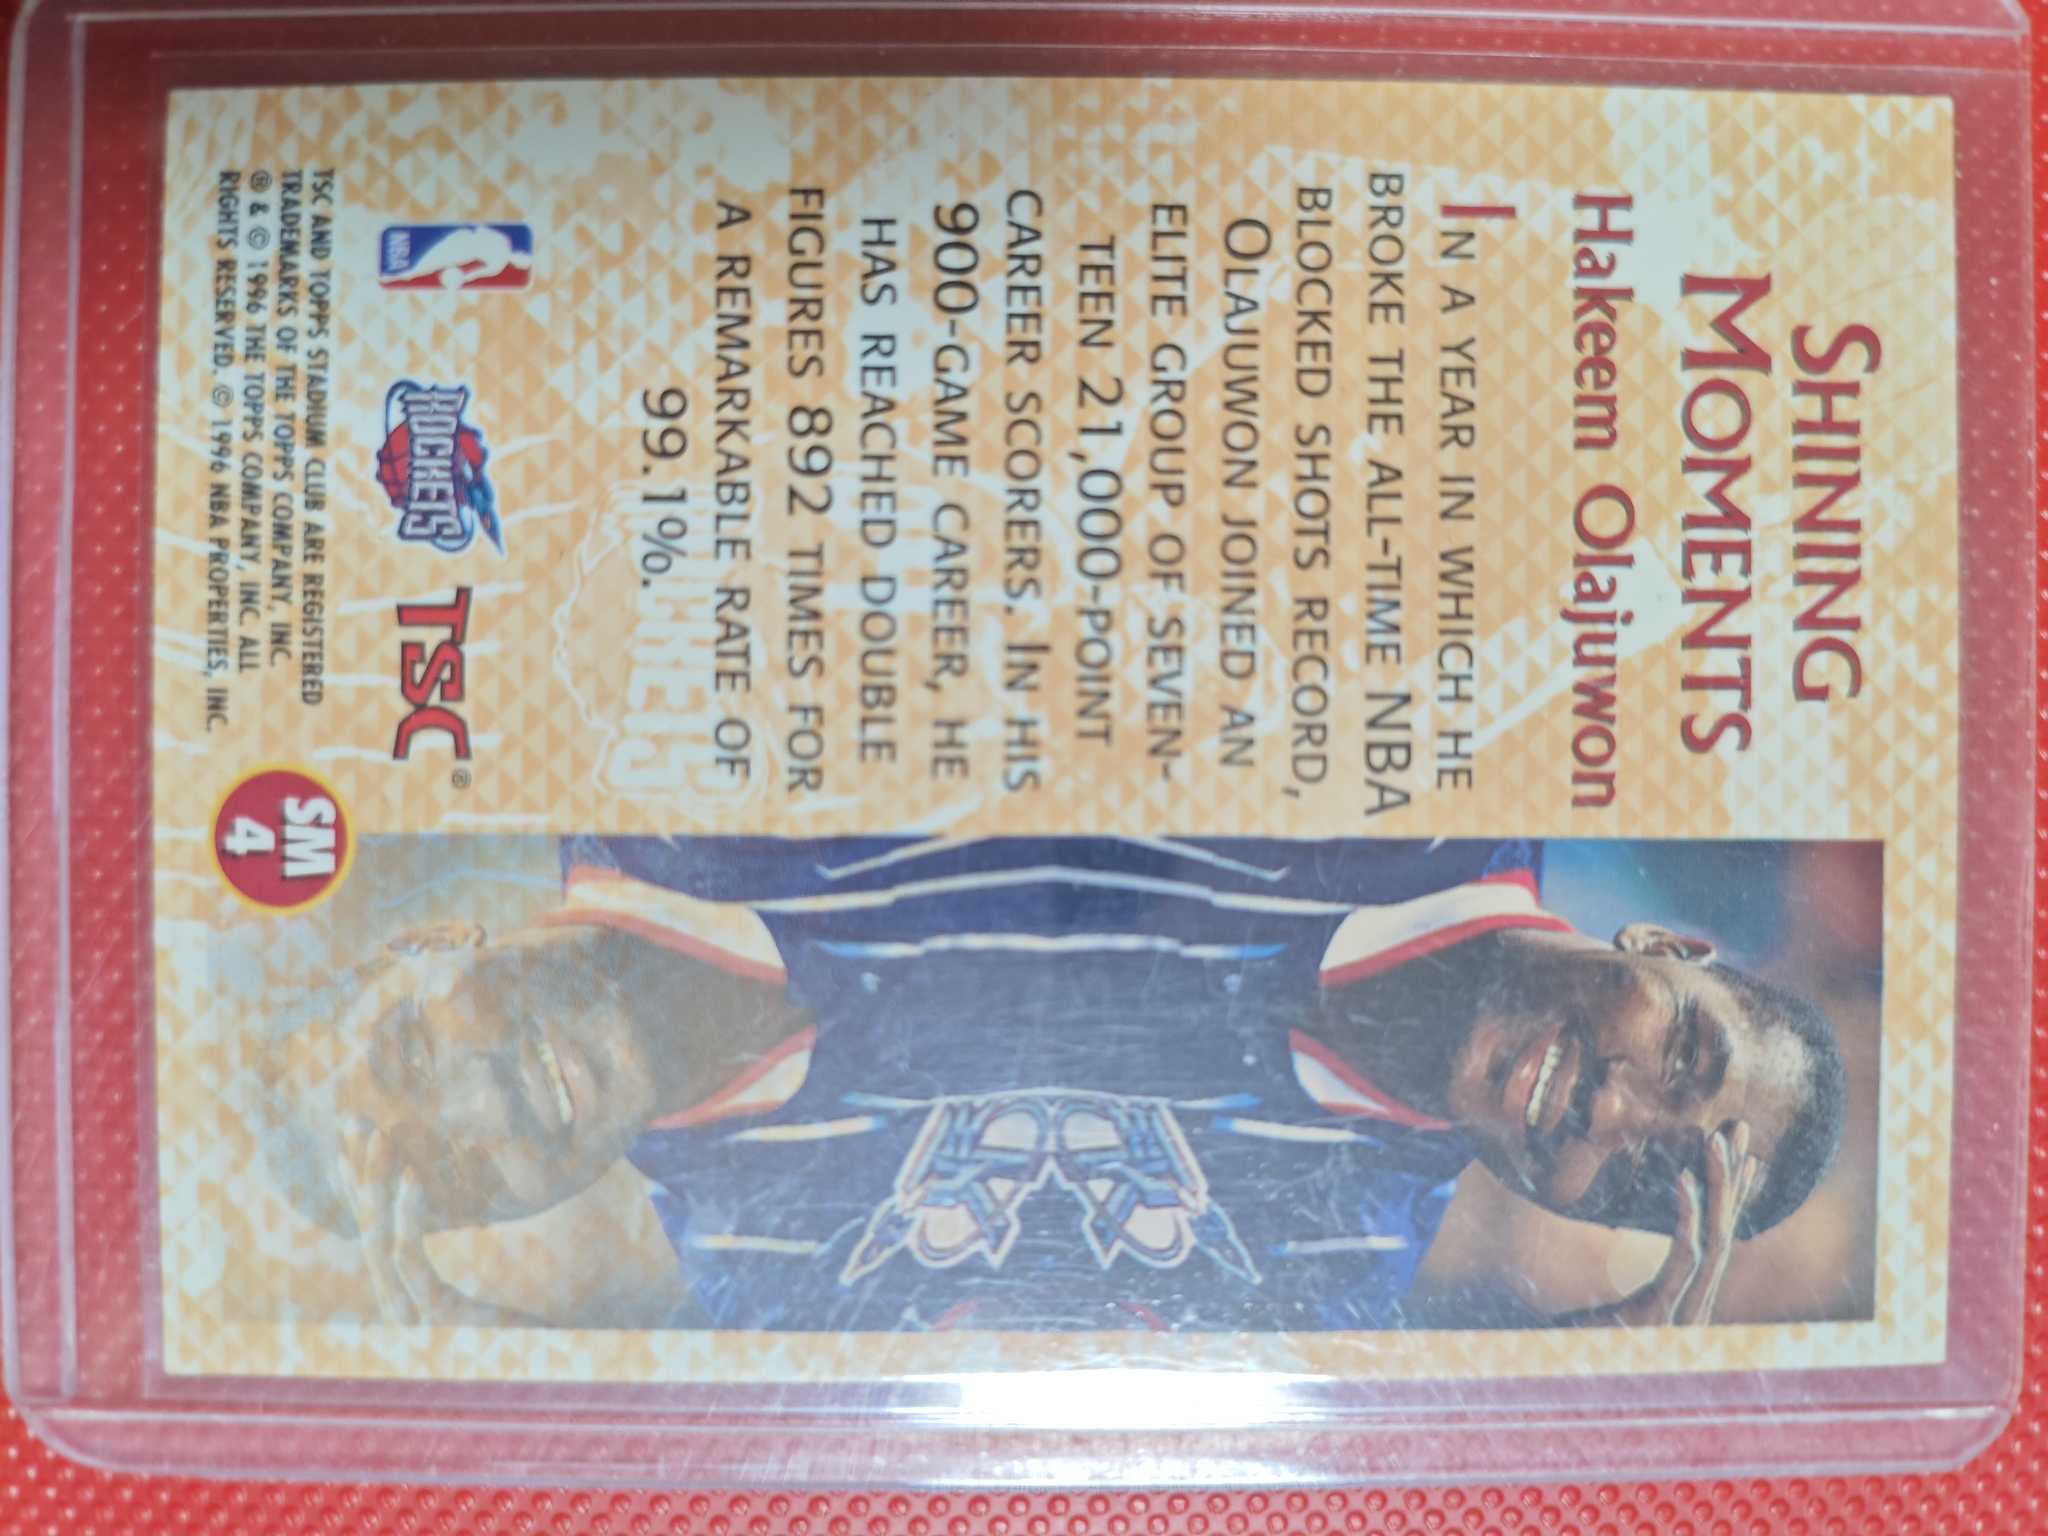 SHINING
MOMENTS
Hakeem Olajuwon
IN A YEAR IN WHICH HE
BROKE THE ALL-TIME NBA
BLOCKED SHOTS RECORD,
OLAJUWON JOINED AN
ELITE GROUP OF SEVEN-
TEEN 21,000-POINT
CAREER SCORERS. IN HIS
900-GAME CAREER, HE
HAS REACHED DOUBLE
FIGURES 892 TIMES FOR
A REMARKABLE RATE OF
99.1%.
ROCKETS
NBA
ROCKETS
TSC®
TSC AND TOPPS STADIUM CLUB ARE REGISTERED
TRADEMARKS OF THE TOPPS COMPANY, INC.
® & © 1996 THE TOPPS COMPANY, INC. ALL
RIGHTS RESERVED. © 1996 NBA PROPERTIES, INC.
SM
4